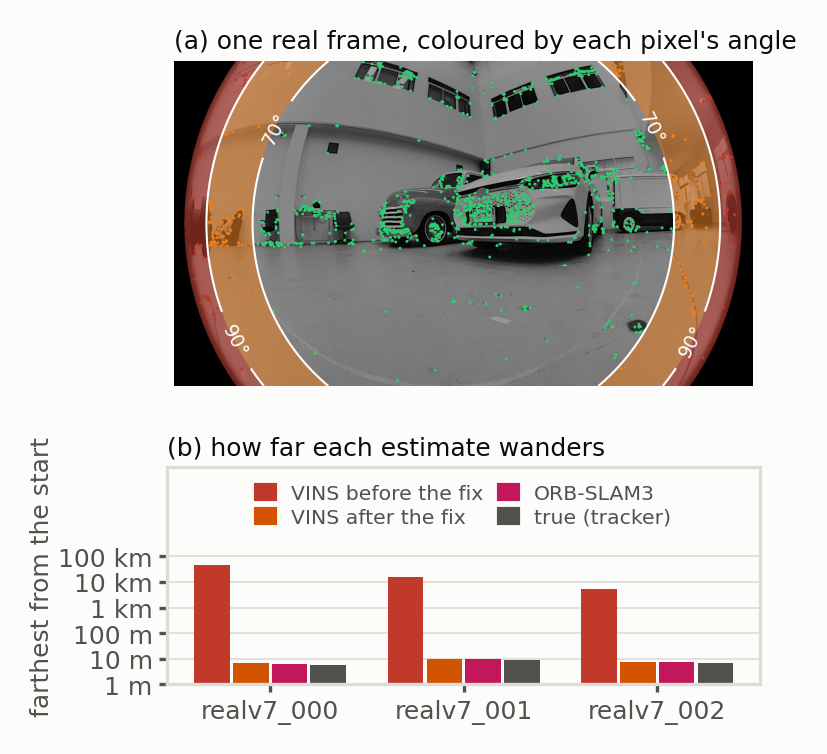 (a) one real frame, coloured by each pixel's angle
70°
70°
90°
90°
(b) how far each estimate wanders
farthest from the start
VINS before the fix
ORB-SLAM3
VINS after the fix
true (tracker)
100 km
10 km
1 km
100 m
10 m
1 m
realv7_000
realv7_001
realv7_002